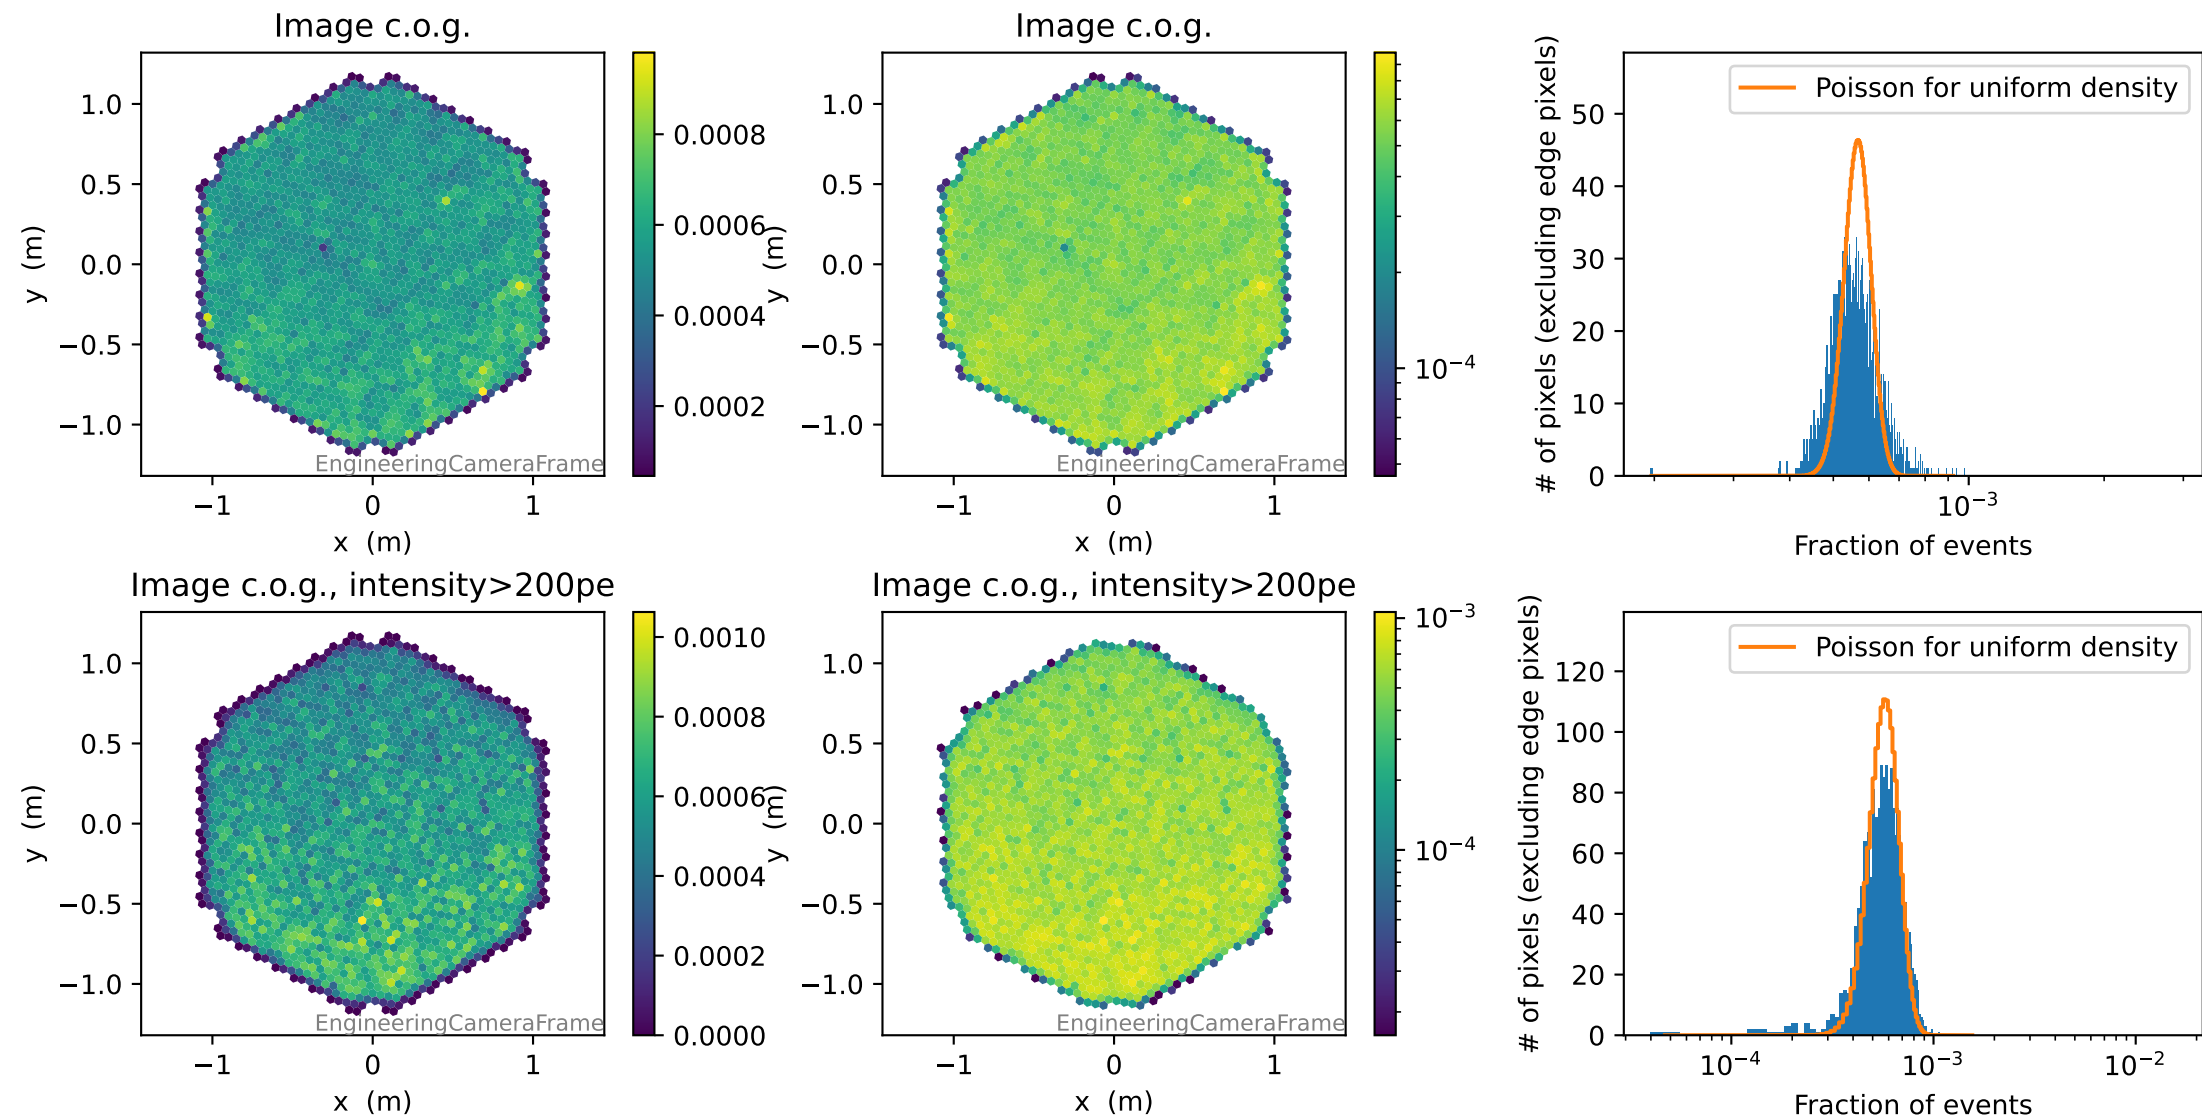 Image c.o.g.
1.0
0.5
0.0
−0.5
−1.0
y (m)
−1
0
1
x (m)
EngineeringCameraFrame
0.0008
0.0006
0.0004
0.0002
Image c.o.g.
1.0
0.5
0.0
−0.5
−1.0
y (m)
−1
0
1
x (m)
EngineeringCameraFrame
10⁻⁴
Poisson for uniform density
50
40
30
20
10
0
# of pixels (excluding edge pixels)
10⁻³
Fraction of events
Image c.o.g., intensity>200pe
1.0
0.5
0.0
−0.5
−1.0
y (m)
−1
0
1
x (m)
EngineeringCameraFrame
0.0010
0.0008
0.0006
0.0004
0.0002
0.0000
Image c.o.g., intensity>200pe
1.0
0.5
0.0
−0.5
−1.0
y (m)
−1
0
1
x (m)
EngineeringCameraFrame
10⁻³
10⁻⁴
Poisson for uniform density
120
100
80
60
40
20
0
# of pixels (excluding edge pixels)
10⁻⁴
10⁻³
10⁻²
Fraction of events